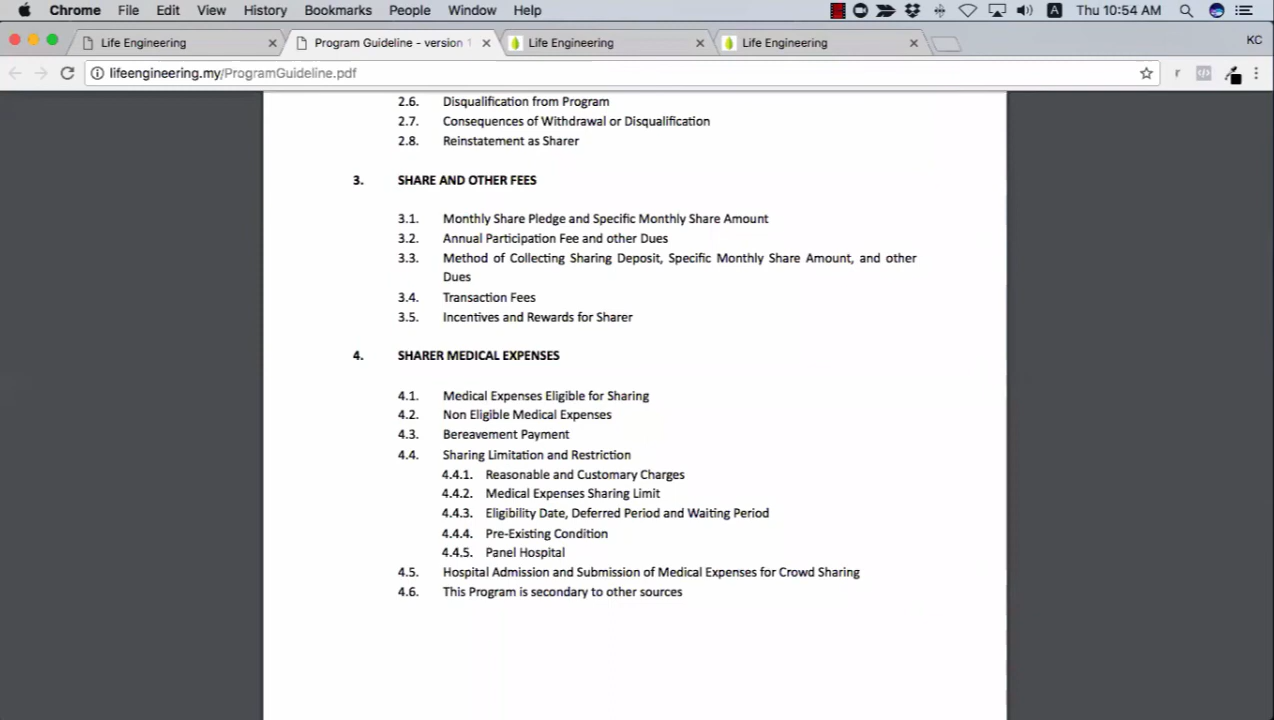 Chrome File Edit View History Bookmarks People Window Help A Thu 10:54 AM
Life Engineering Program Guideline - version 1 Life Engineering Life Engineering KC
lifeengineering.my/ProgramGuideline.pdf
2.6. Disqualification from Program
2.7. Consequences of Withdrawal or Disqualification
2.8. Reinstatement as Sharer
3. SHARE AND OTHER FEES
3.1. Monthly Share Pledge and Specific Monthly Share Amount
3.2. Annual Participation Fee and other Dues
3.3. Method of Collecting Sharing Deposit, Specific Monthly Share Amount, and other
Dues
3.4. Transaction Fees
3.5. Incentives and Rewards for Sharer
4. SHARER MEDICAL EXPENSES
4.1. Medical Expenses Eligible for Sharing
4.2. Non Eligible Medical Expenses
4.3. Bereavement Payment
4.4. Sharing Limitation and Restriction
4.4.1. Reasonable and Customary Charges
4.4.2. Medical Expenses Sharing Limit
4.4.3. Eligibility Date, Deferred Period and Waiting Period
4.4.4. Pre-Existing Condition
4.4.5. Panel Hospital
4.5. Hospital Admission and Submission of Medical Expenses for Crowd Sharing
4.6. This Program is secondary to other sources